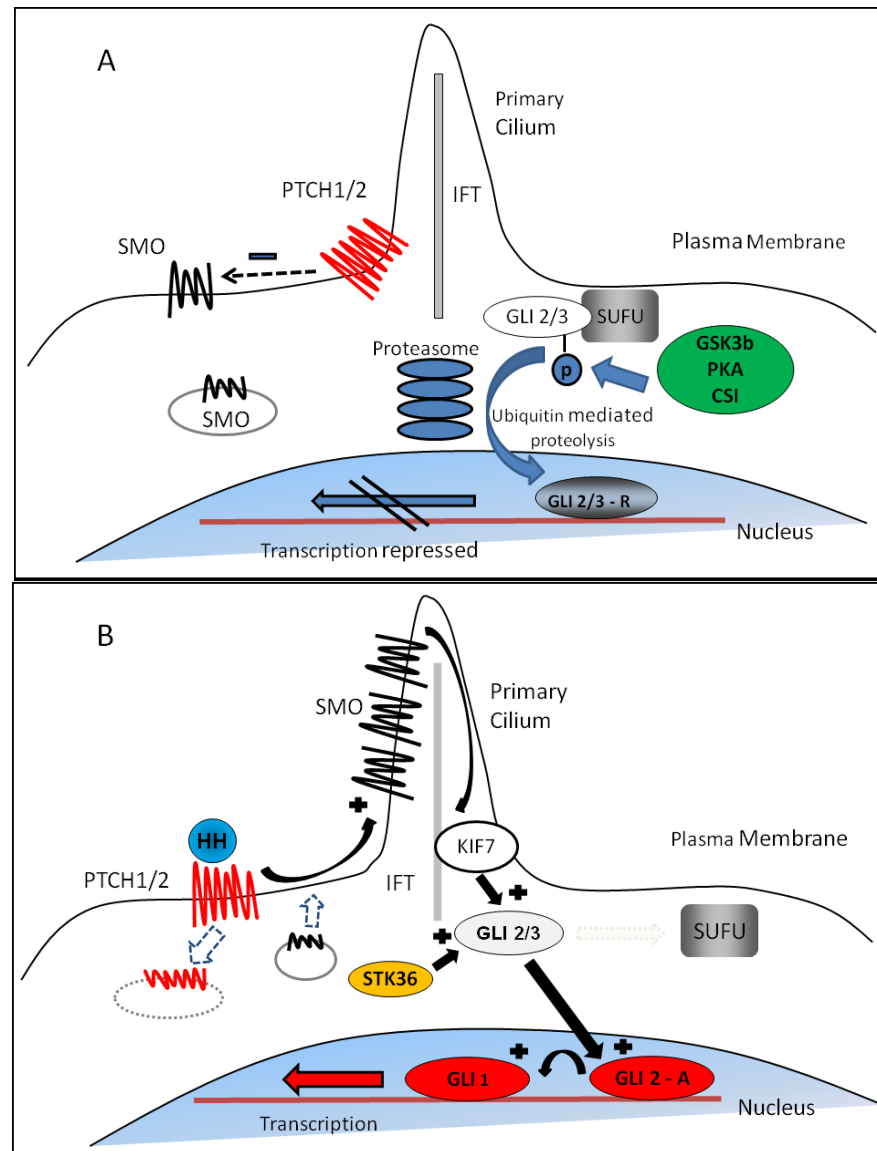 A
Primary
Cilium
PTCH1/2
IFT
SMO
Plasma Membrane
GLI 2/3
SUFU
Proteasome
p
GSK3b
PKA
CSI
SMO
Ubiquitin mediated
proteolysis
GLI 2/3 - R
Nucleus
Transcription repressed
B
SMO
Primary
Cilium
HH
KIF7
Plasma Membrane
PTCH1/2
IFT
GLI 2/3
SUFU
STK36
GLI 1
GLI 2 - A
Nucleus
Transcription